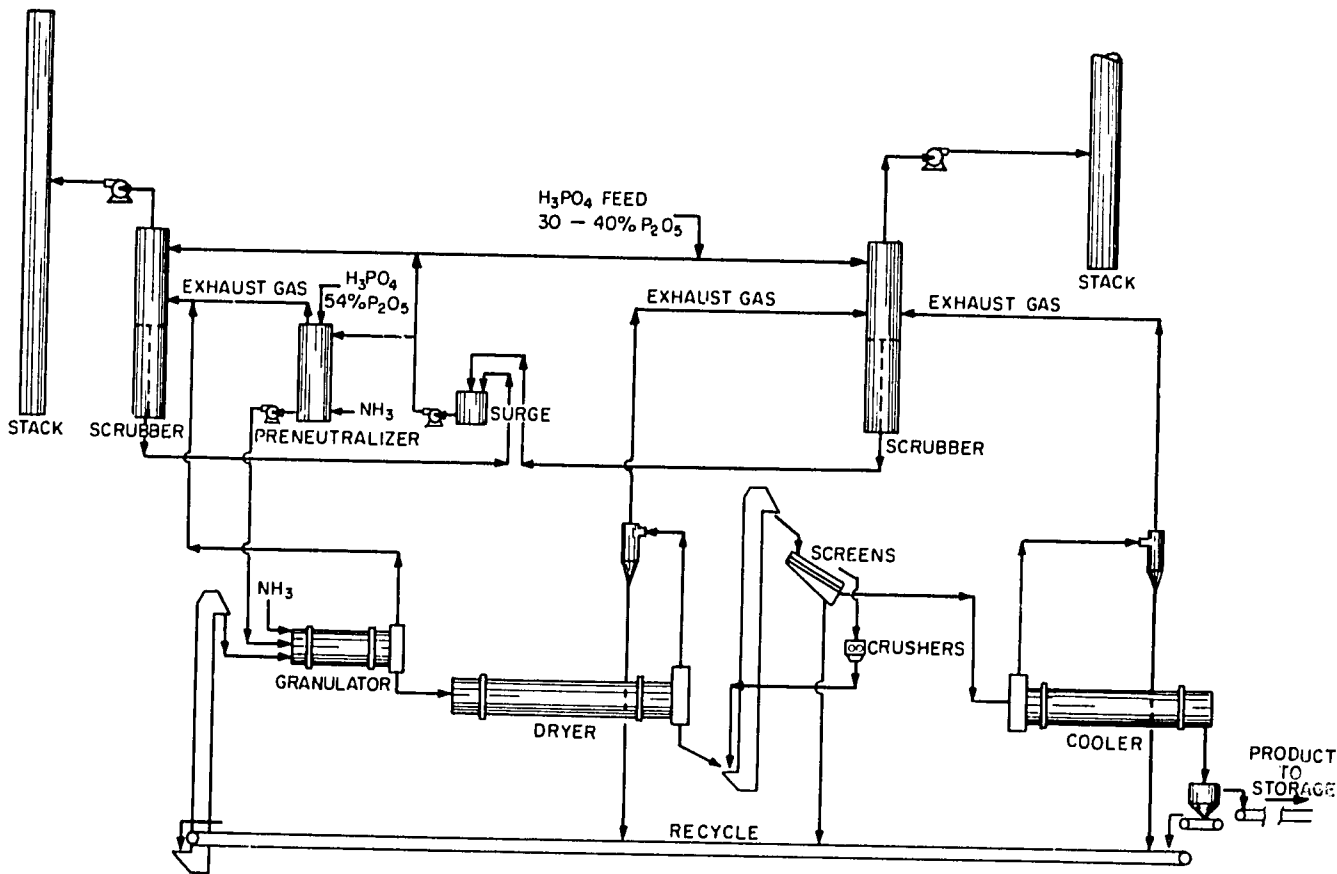 H3PO4 FEED
30 – 40% P2O5
STACK
H3PO4
54% P2O5
EXHAUST GAS
EXHAUST GAS
EXHAUST GAS
NH3
SURGE
STACK
SCRUBBER
PRENEUTRALIZER
SCRUBBER
SCREENS
NH3
CRUSHERS
GRANULATOR
DRYER
COOLER
PRODUCT
TO
STORAGE
RECYCLE